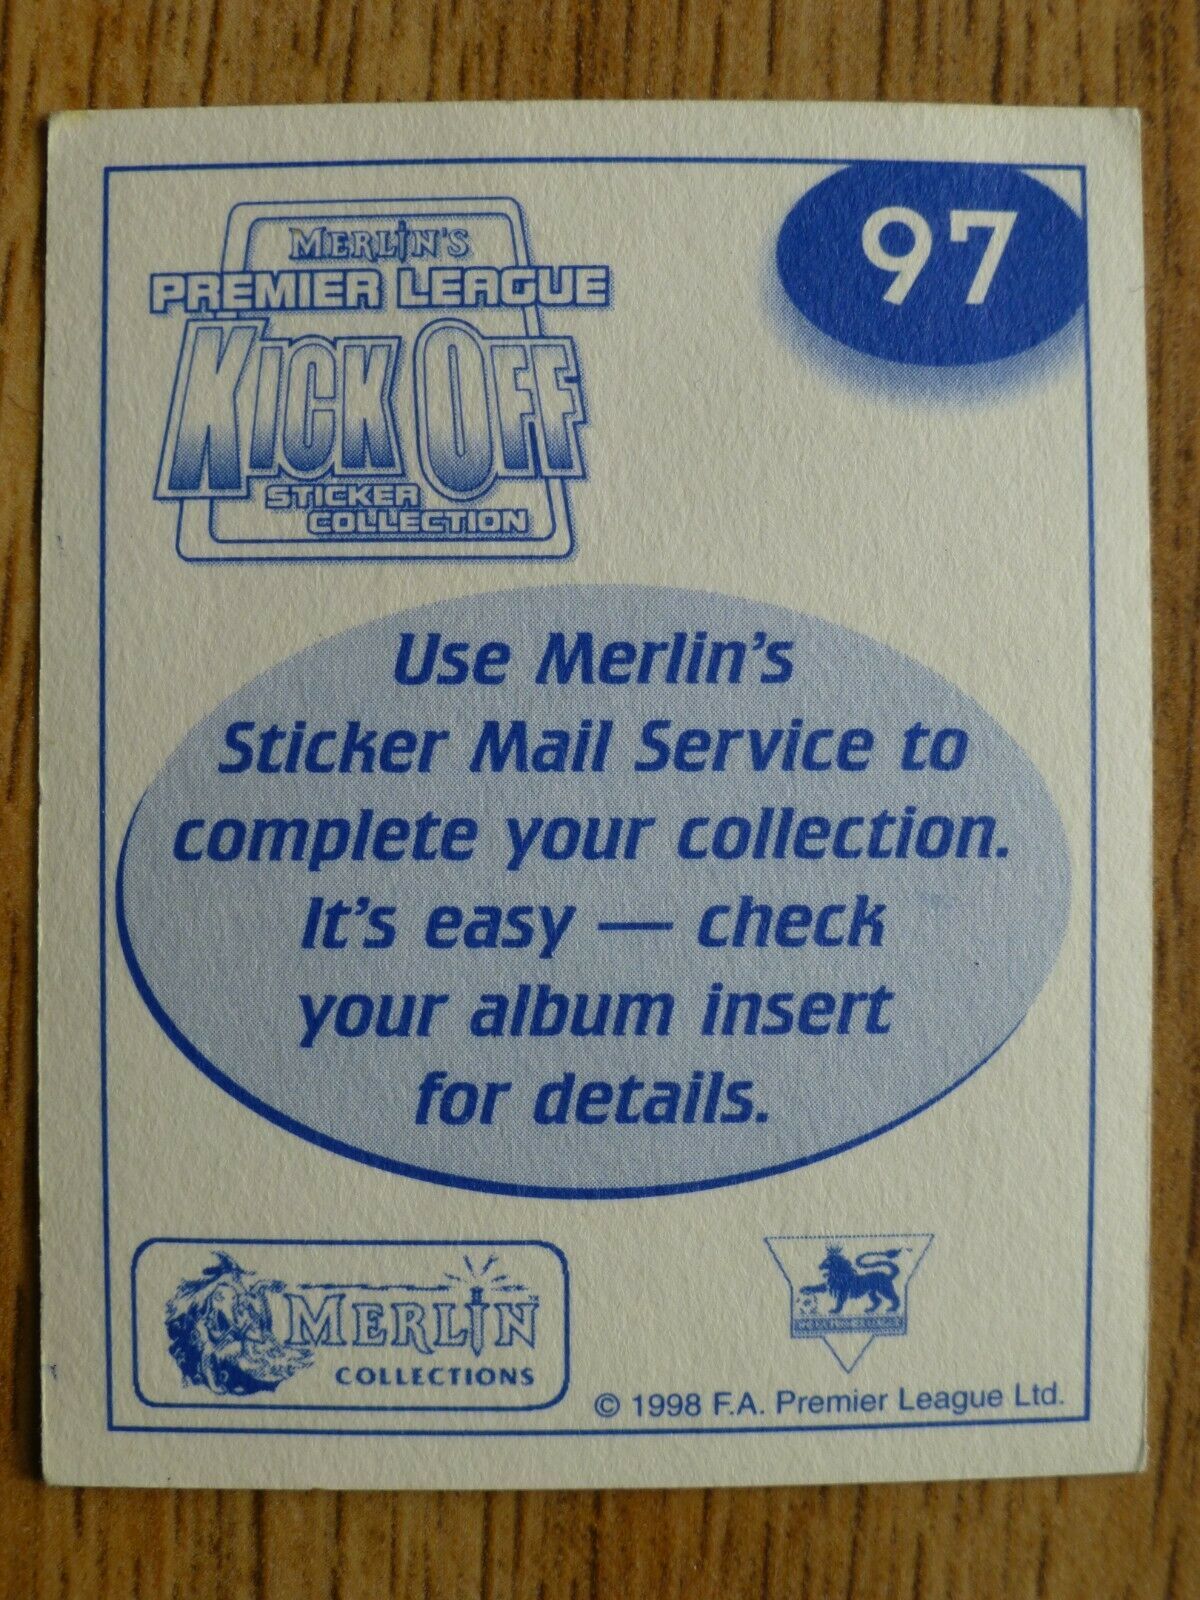 MERLIN'S
PREMIER LEAGUE
KICK OFF
STICKER
COLLECTION
97
Use Merlin's
Sticker Mail Service to
complete your collection.
It's easy — check
your album insert
for details.
MERLIN
COLLECTIONS
© 1998 F.A. Premier League Ltd.